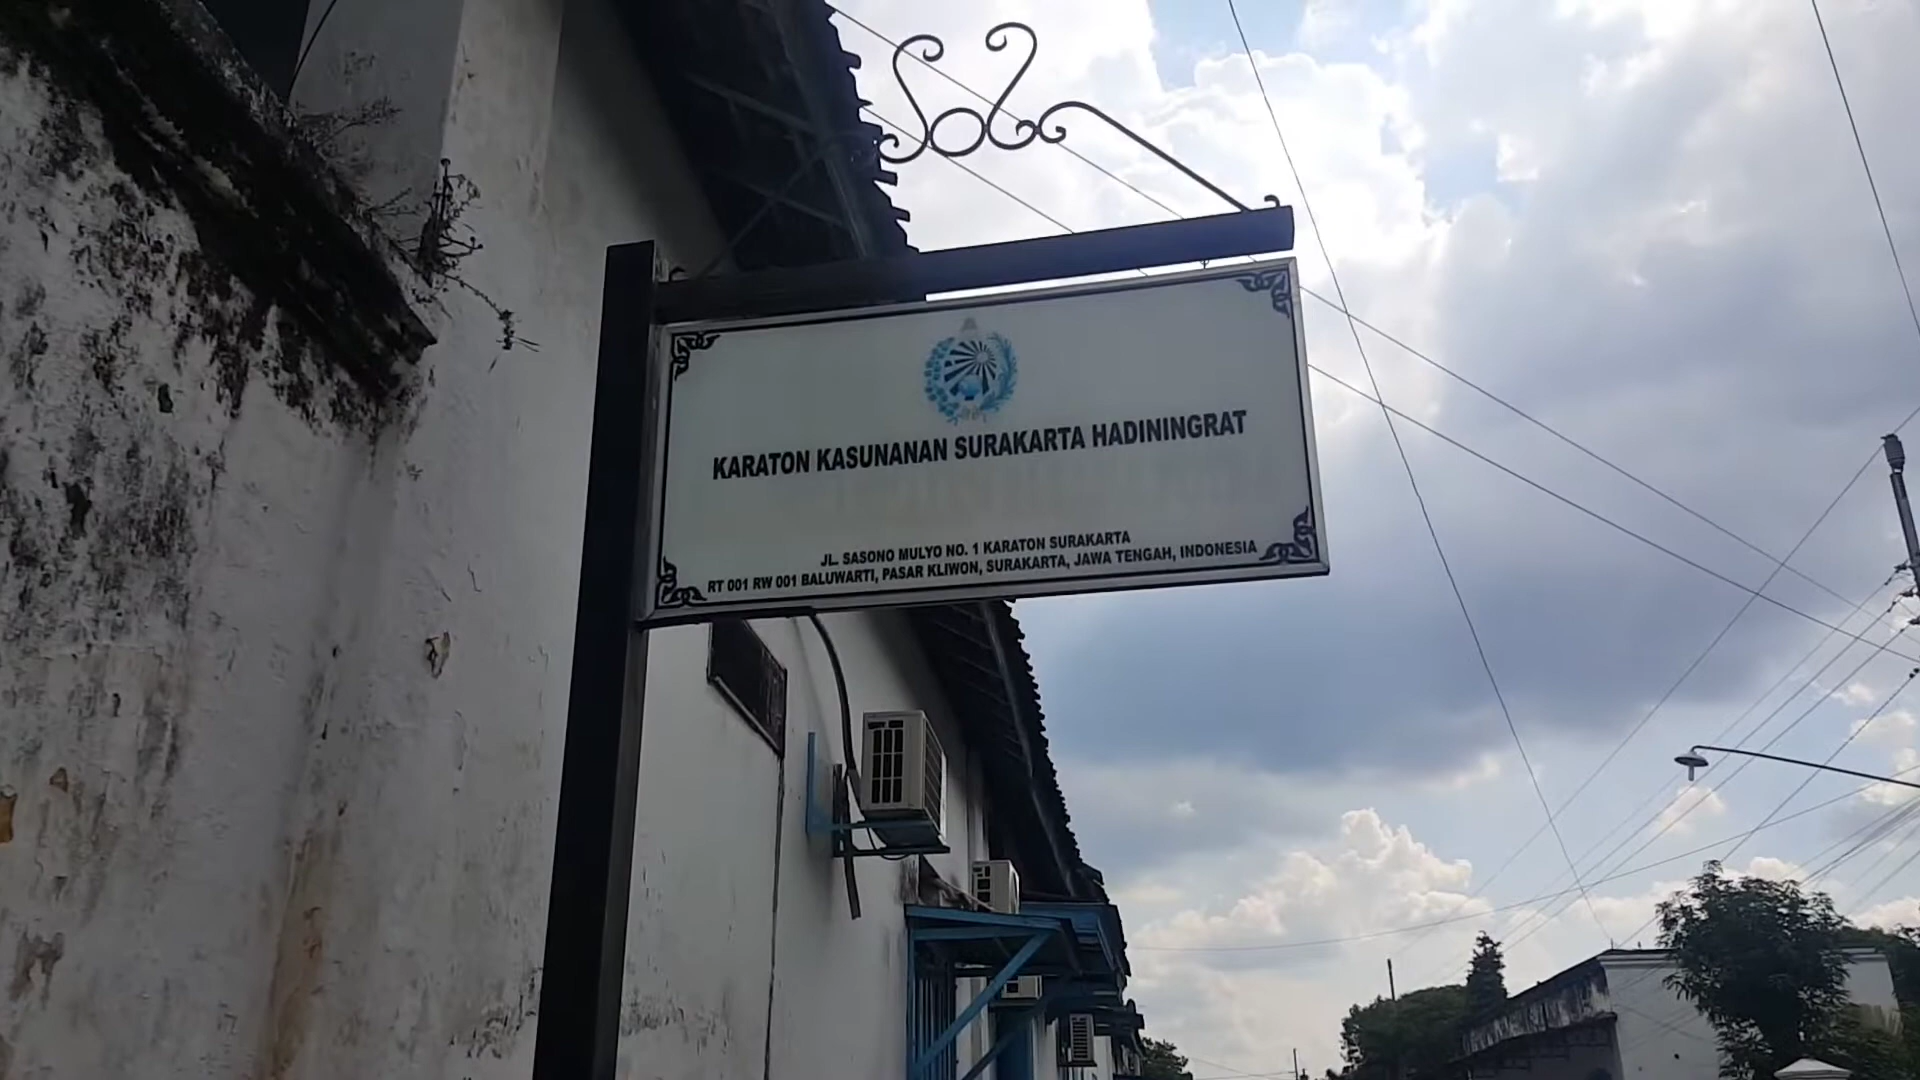 KARATON KASUNANAN SURAKARTA HADININGRAT
JL. SASONO MULYO NO. 1 KARATON SURAKARTA
RT 001 RW 001 BALUWARTI, PASAR KLIWON, SURAKARTA, JAWA TENGAH, INDONESIA